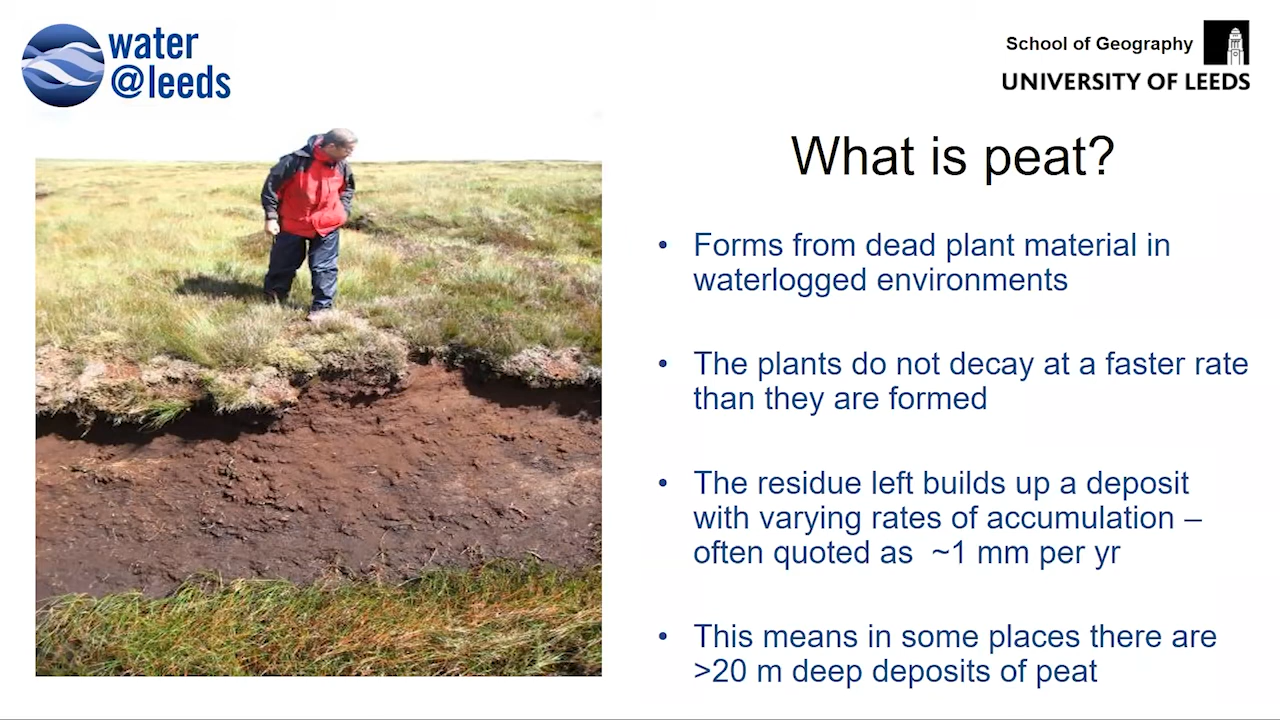 water
@leeds
School of Geography
UNIVERSITY OF LEEDS
What is peat?
• Forms from dead plant material in
waterlogged environments
• The plants do not decay at a faster rate
than they are formed
• The residue left builds up a deposit
with varying rates of accumulation –
often quoted as ~1 mm per yr
• This means in some places there are
>20 m deep deposits of peat